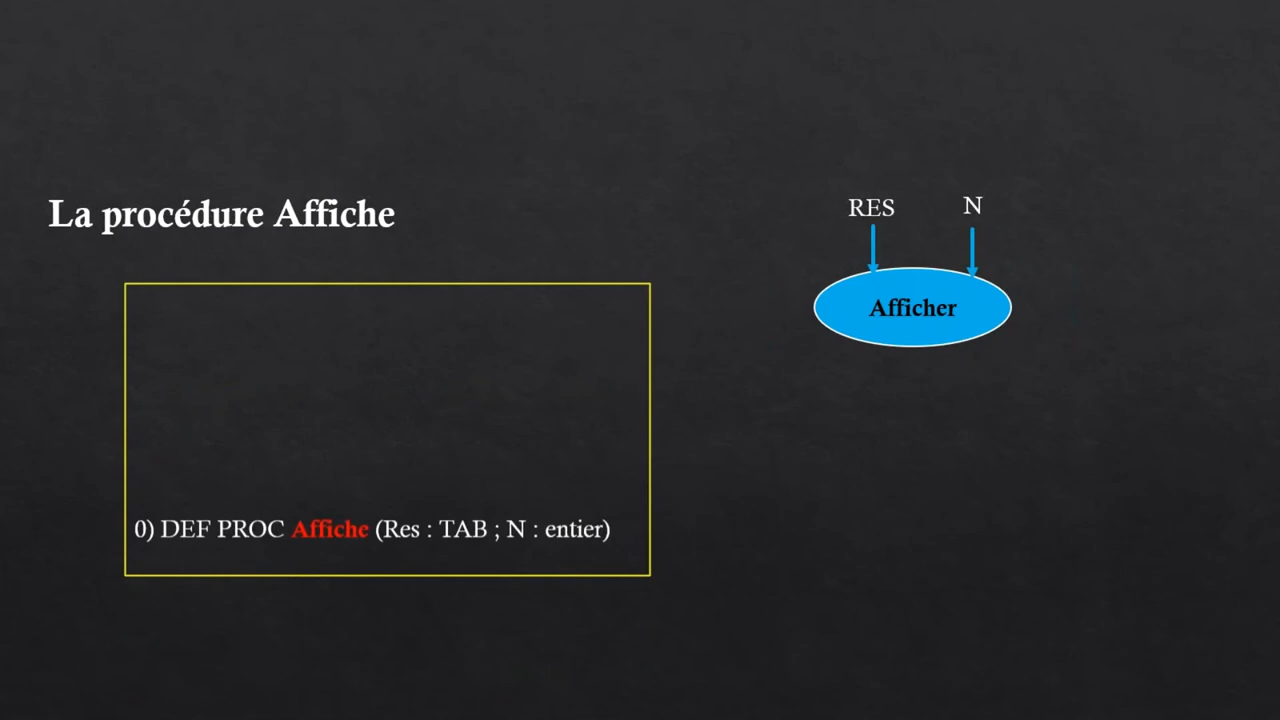 La procédure Affiche
RES
N
Afficher
0) DEF PROC Affiche (Res : TAB ; N : entier)